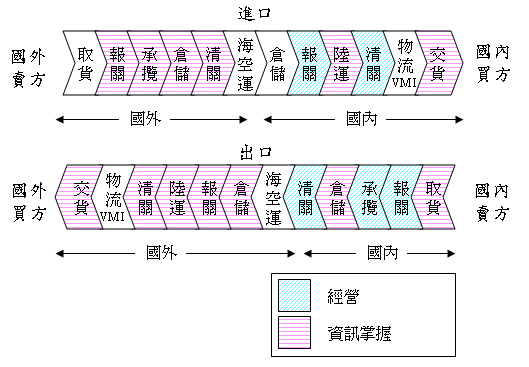 進口
國外賣方
取貨
報關
承攬
倉儲
清關
海空運
倉儲
報關
陸運
清關
物流VMI
交貨
國內買方
國外
國內
出口
國外買方
交貨
物流VMI
清關
陸運
報關
倉儲
海空運
清關
倉儲
承攬
報關
取貨
國內賣方
國外
國內
經營
資訊掌握